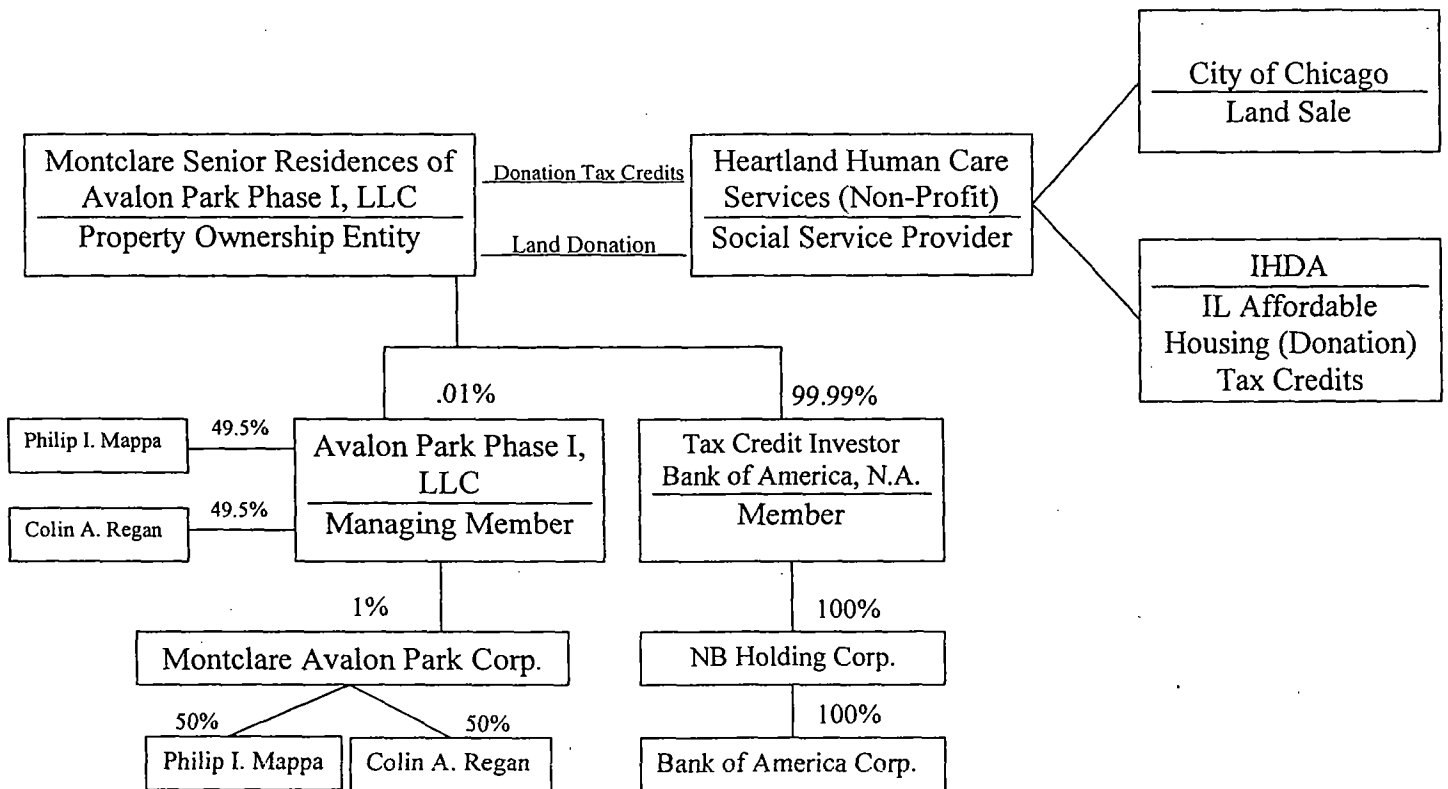 City of Chicago
Land Sale
Montclare Senior Residences of
Avalon Park Phase I, LLC
Property Ownership Entity
Donation Tax Credits
Land Donation
Heartland Human Care
Services (Non-Profit)
Social Service Provider
IHDA
IL Affordable
Housing (Donation)
Tax Credits
.01%
99.99%
Philip I. Mappa
49.5%
Colin A. Regan
49.5%
Avalon Park Phase I,
LLC
Managing Member
Tax Credit Investor
Bank of America, N.A.
Member
1%
100%
Montclare Avalon Park Corp.
NB Holding Corp.
50%
50%
100%
Philip I. Mappa
Colin A. Regan
Bank of America Corp.